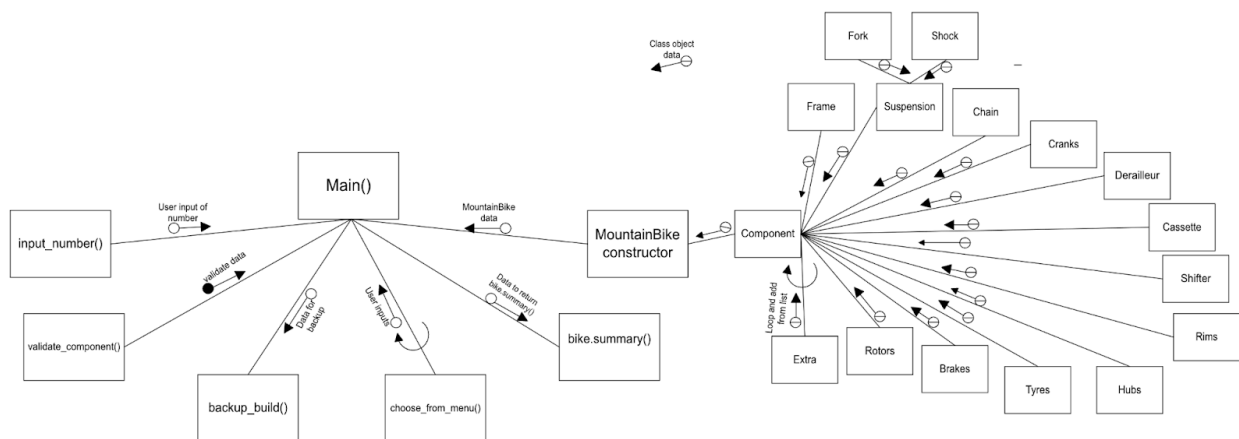 Class object
data
Fork
Shock
Frame
Suspension
Chain
Cranks
Derailleur
Cassette
Shifter
Rims
Hubs
Tyres
Brakes
Rotors
Extra
Loop and add
from list
Component
MountainBike
constructor
MountainBike
data
Main()
User input of
number
input_number()
validate data
validate_component()
Data for
backup
backup_build()
User inputs
choose_from_menu()
Data to return
bike.summary()
bike.summary()